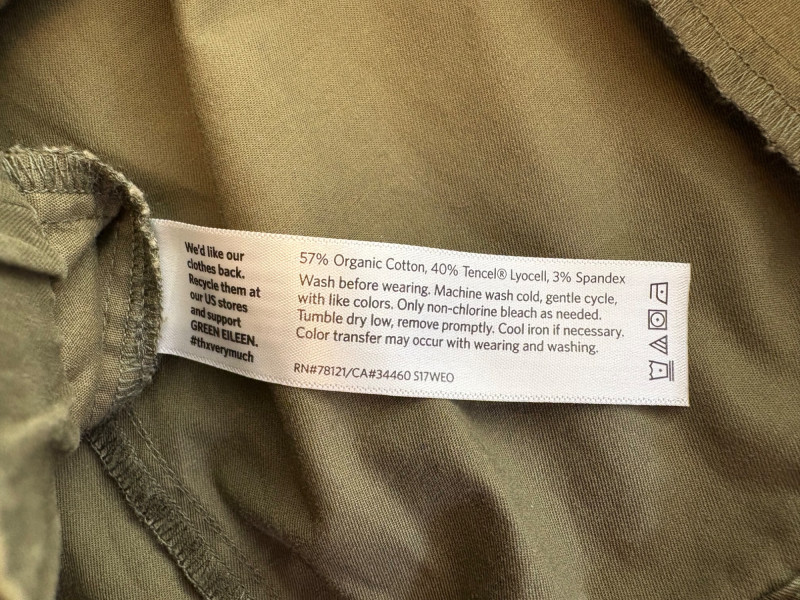 We'd like our
clothes back.
Recycle them at
our US stores
and support
GREEN EILEEN.
#thxverymuch
57% Organic Cotton, 40% Tencel® Lyocell, 3% Spandex
Wash before wearing. Machine wash cold, gentle cycle,
with like colors. Only non-chlorine bleach as needed.
Tumble dry low, remove promptly. Cool iron if necessary.
Color transfer may occur with wearing and washing.
RN#78121/CA#34460 S17WEO